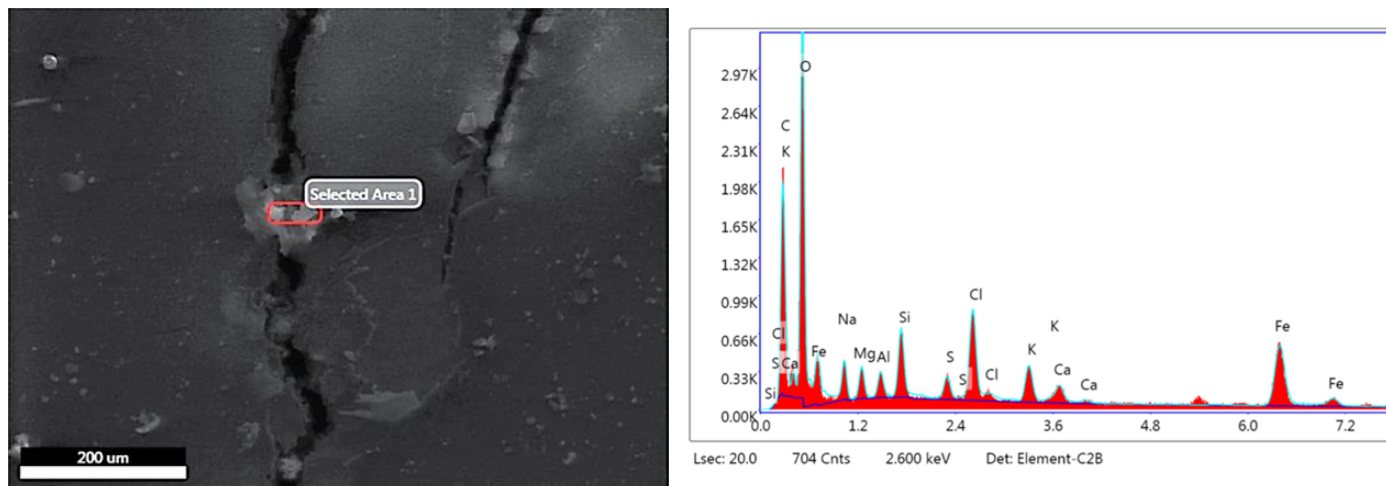 Selected Area 1
200 um
2.97K
2.64K
2.31K
1.98K
1.65K
1.32K
0.99K
0.66K
0.33K
0.00K
O
C
K
Cl
S Ca
Si
Fe
Na
Mg Al
Si
S
S
Cl
Cl
K
K
Ca
Ca
Fe
Fe
0.0 1.2 2.4 3.6 4.8 6.0 7.2
Lsec: 20.0 704 Cnts 2.600 keV Det: Element-C2B